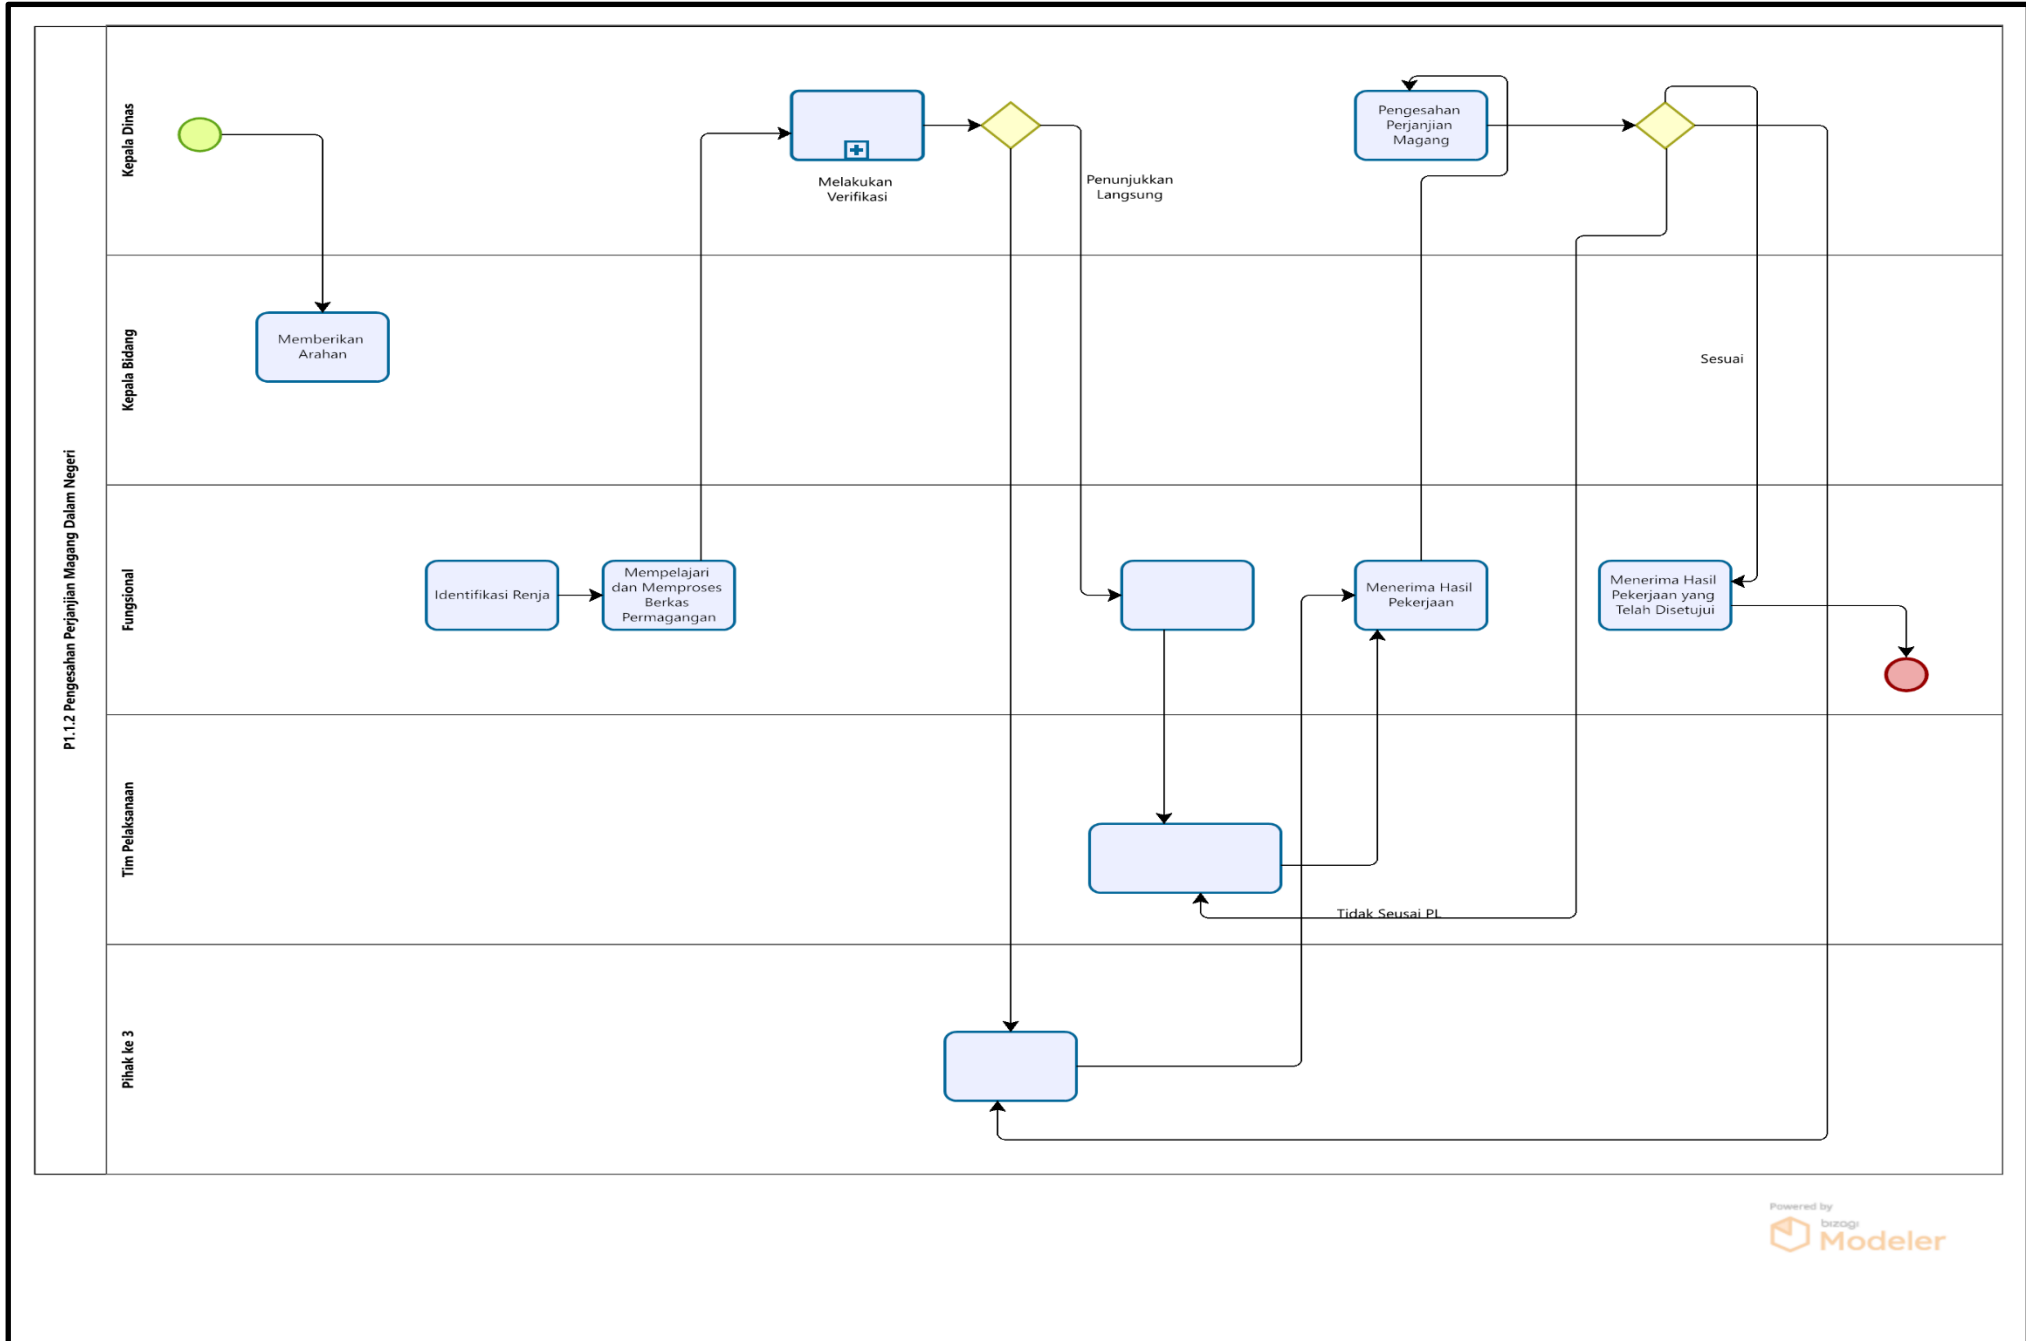 P1.1.2 Pengesahan Perjanjian Magang Dalam Negeri
Kepala Dinas
Melakukan
Verifikasi
Penunjukkan
Langsung
Pengesahan
Perjanjian
Magang
Kepala Bidang
Memberikan
Arahan
Sesuai
Fungsional
Identifikasi Renja
Mempelajari
dan Memproses
Berkas
Permagangan
Menerima Hasil
Pekerjaan
Menerima Hasil
Pekerjaan yang
Telah Disetujui
Tim Pelaksanaan
Tidak Seusai PL
Pihak ke 3
Powered by
bizagi
Modeler